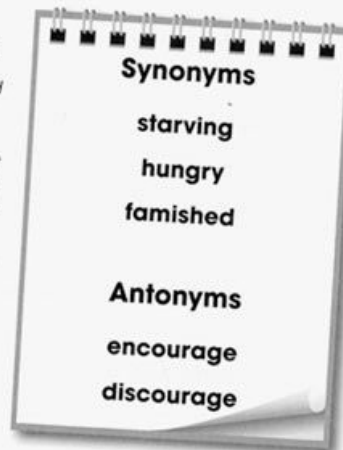 Synonyms
starving
hungry
famished
Antonyms
encourage
discourage